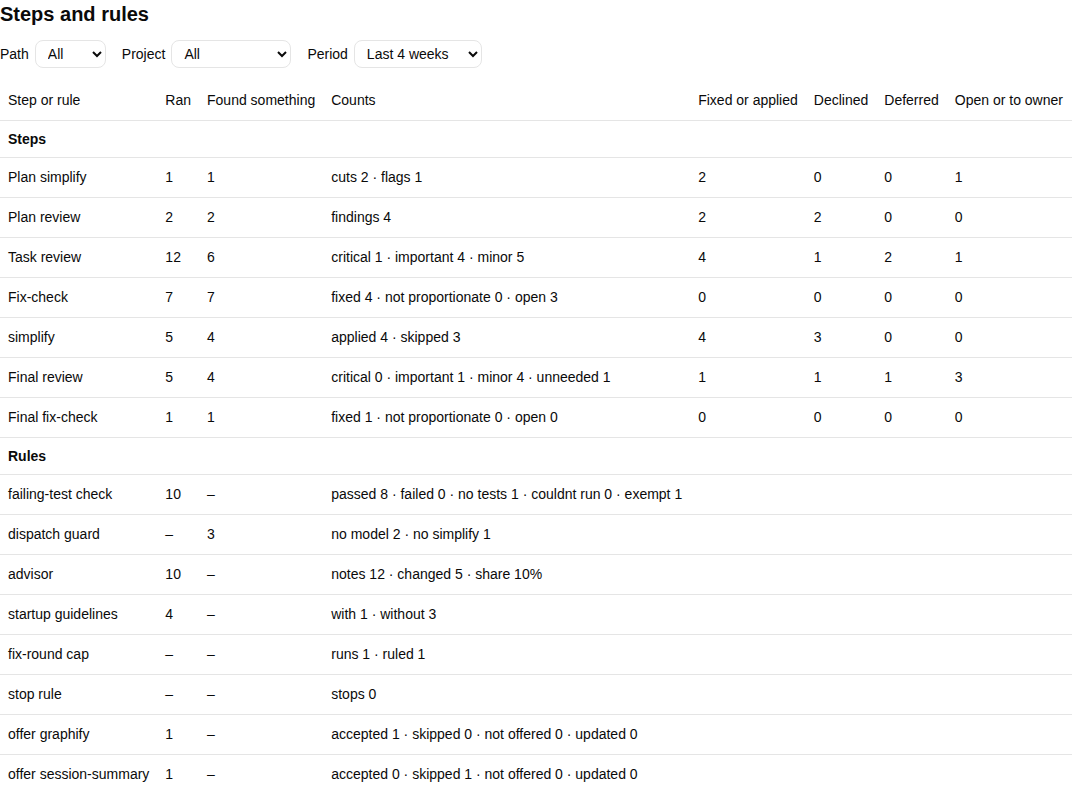 Steps and rules
Path All Project All Period Last 4 weeks
Step or rule Ran Found something Counts Fixed or applied Declined Deferred Open or to owner
Steps
Plan simplify 1 1 cuts 2 · flags 1 2 0 0 1
Plan review 2 2 findings 4 2 2 0 0
Task review 12 6 critical 1 · important 4 · minor 5 4 1 2 1
Fix-check 7 7 fixed 4 · not proportionate 0 · open 3 0 0 0 0
simplify 5 4 applied 4 · skipped 3 4 3 0 0
Final review 5 4 critical 0 · important 1 · minor 4 · unneeded 1 1 1 1 3
Final fix-check 1 1 fixed 1 · not proportionate 0 · open 0 0 0 0 0
Rules
failing-test check 10 – passed 8 · failed 0 · no tests 1 · couldnt run 0 · exempt 1
dispatch guard – 3 no model 2 · no simplify 1
advisor 10 – notes 12 · changed 5 · share 10%
startup guidelines 4 – with 1 · without 3
fix-round cap – – runs 1 · ruled 1
stop rule – – stops 0
offer graphify 1 – accepted 1 · skipped 0 · not offered 0 · updated 0
offer session-summary 1 – accepted 0 · skipped 1 · not offered 0 · updated 0